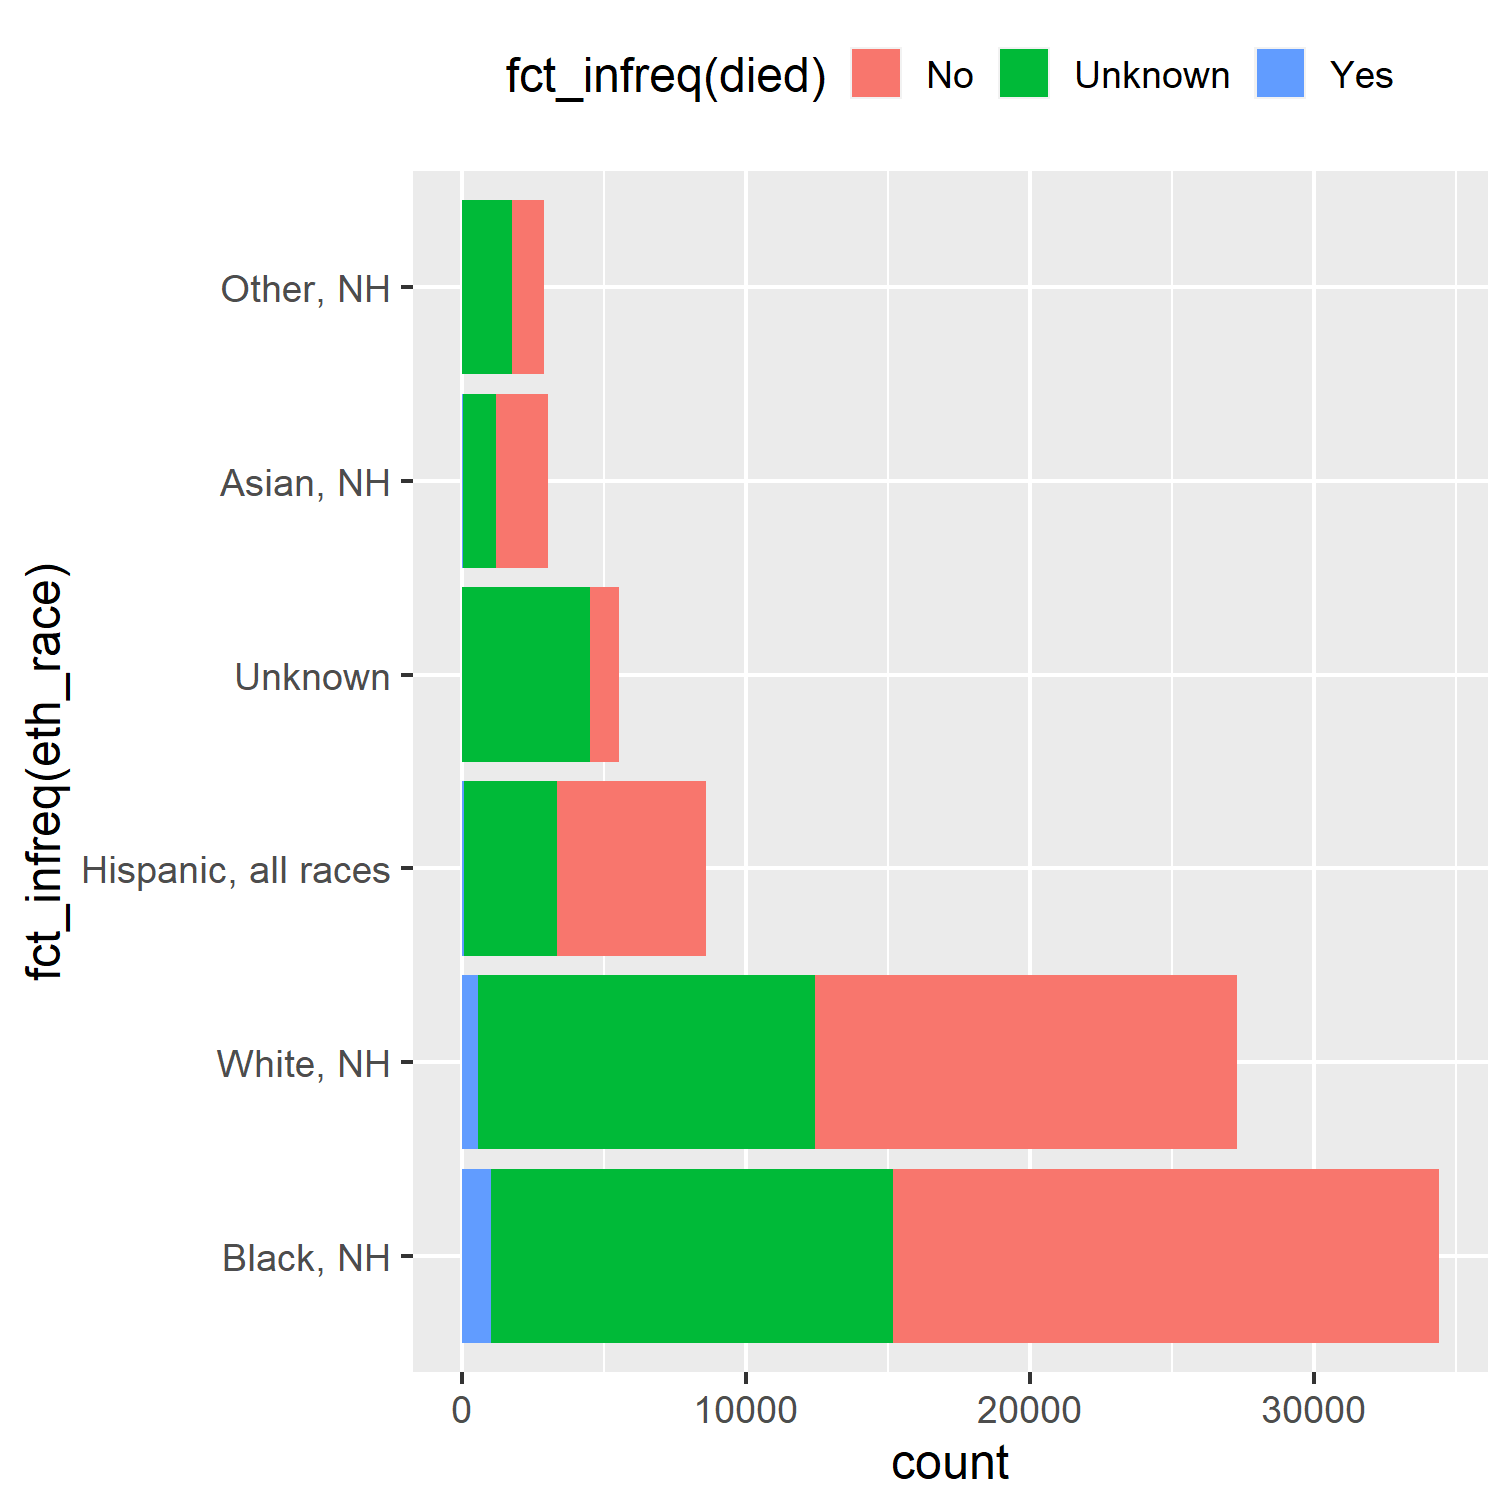 fct_infreq(died) No Unknown Yes
fct_infreq(eth_race)
Other, NH
Asian, NH
Unknown
Hispanic, all races
White, NH
Black, NH
0 10000 20000 30000
count